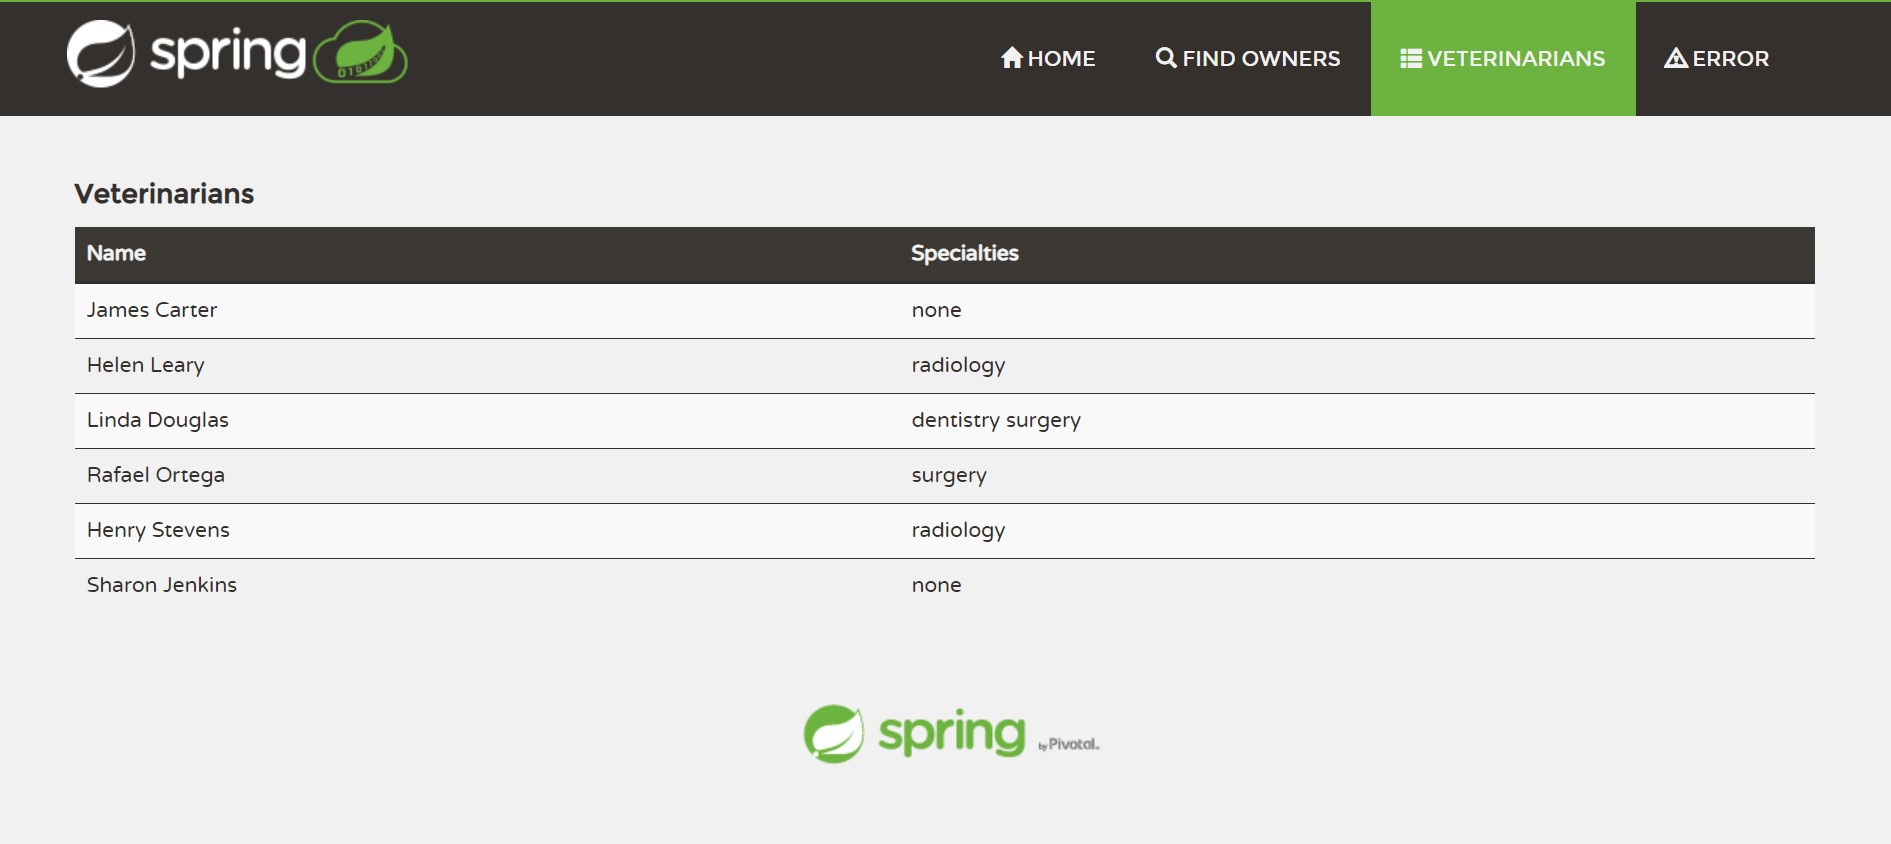 spring
HOME FIND OWNERS VETERINARIANS ERROR
Veterinarians
Name Specialties
James Carter none
Helen Leary radiology
Linda Douglas dentistry surgery
Rafael Ortega surgery
Henry Stevens radiology
Sharon Jenkins none
spring by Pivotal.